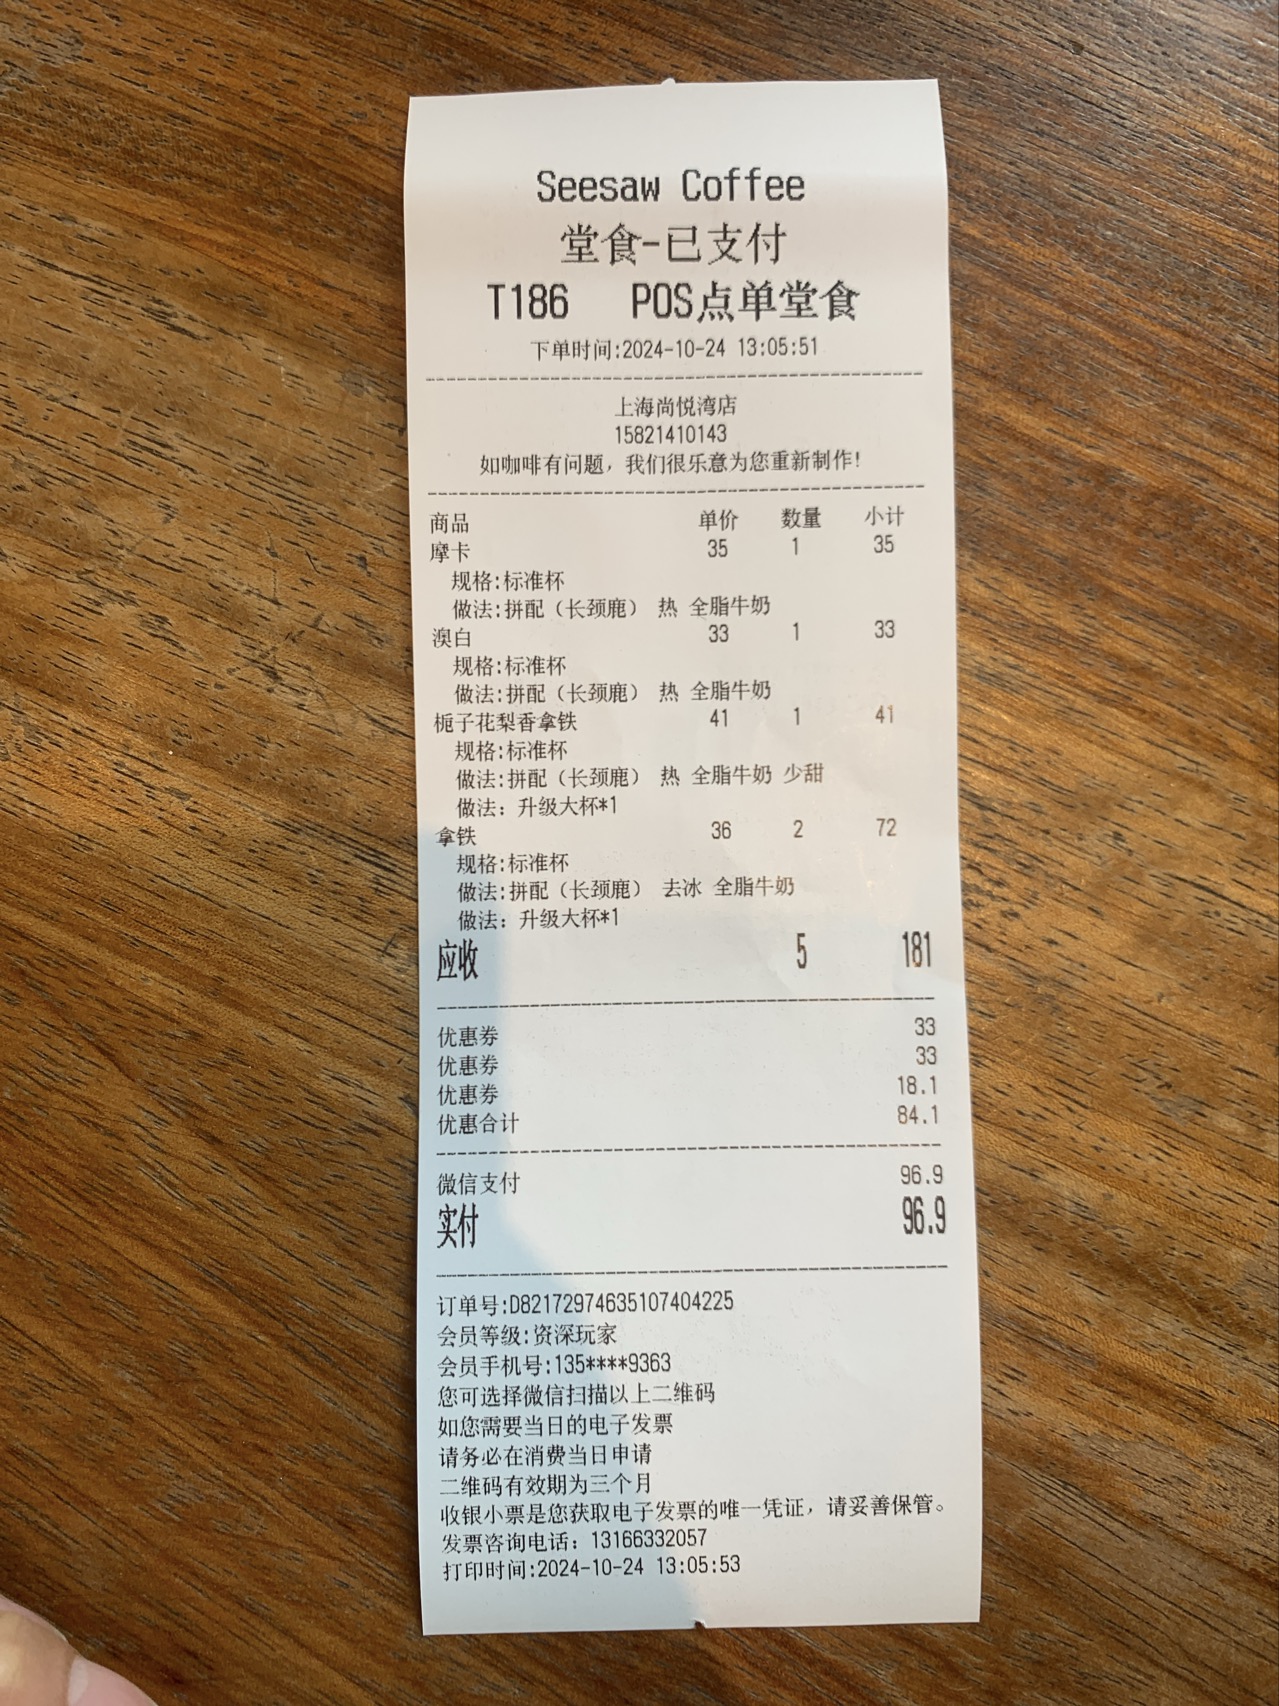 Seesaw Coffee
堂食-已支付
T186 POS点单堂食
下单时间:2024-10-24 13:05:51
上海尚悦湾店
15821410143
如咖啡有问题，我们很乐意为您重新制作!
商品 单价 数量 小计
摩卡 35 1 35
规格:标准杯
做法:拼配（长颈鹿） 热 全脂牛奶
澳白 33 1 33
规格:标准杯
做法:拼配（长颈鹿） 热 全脂牛奶
栀子花梨香拿铁 41 1 41
规格:标准杯
做法:拼配（长颈鹿） 热 全脂牛奶 少甜
做法: 升级大杯*1
拿铁 36 2 72
规格:标准杯
做法:拼配（长颈鹿） 去冰 全脂牛奶
做法: 升级大杯*1
应收 5 181
优惠券 33
优惠券 33
优惠券 18.1
优惠合计 84.1
微信支付 96.9
实付 96.9
订单号:D82172974635107404225
会员等级:资深玩家
会员手机号:135****9363
您可选择微信扫描以上二维码
如您需要当日的电子发票
请务必在消费当日申请
二维码有效期为三个月
收银小票是您获取电子发票的唯一凭证，请妥善保管。
发票咨询电话: 13166332057
打印时间:2024-10-24 13:05:53